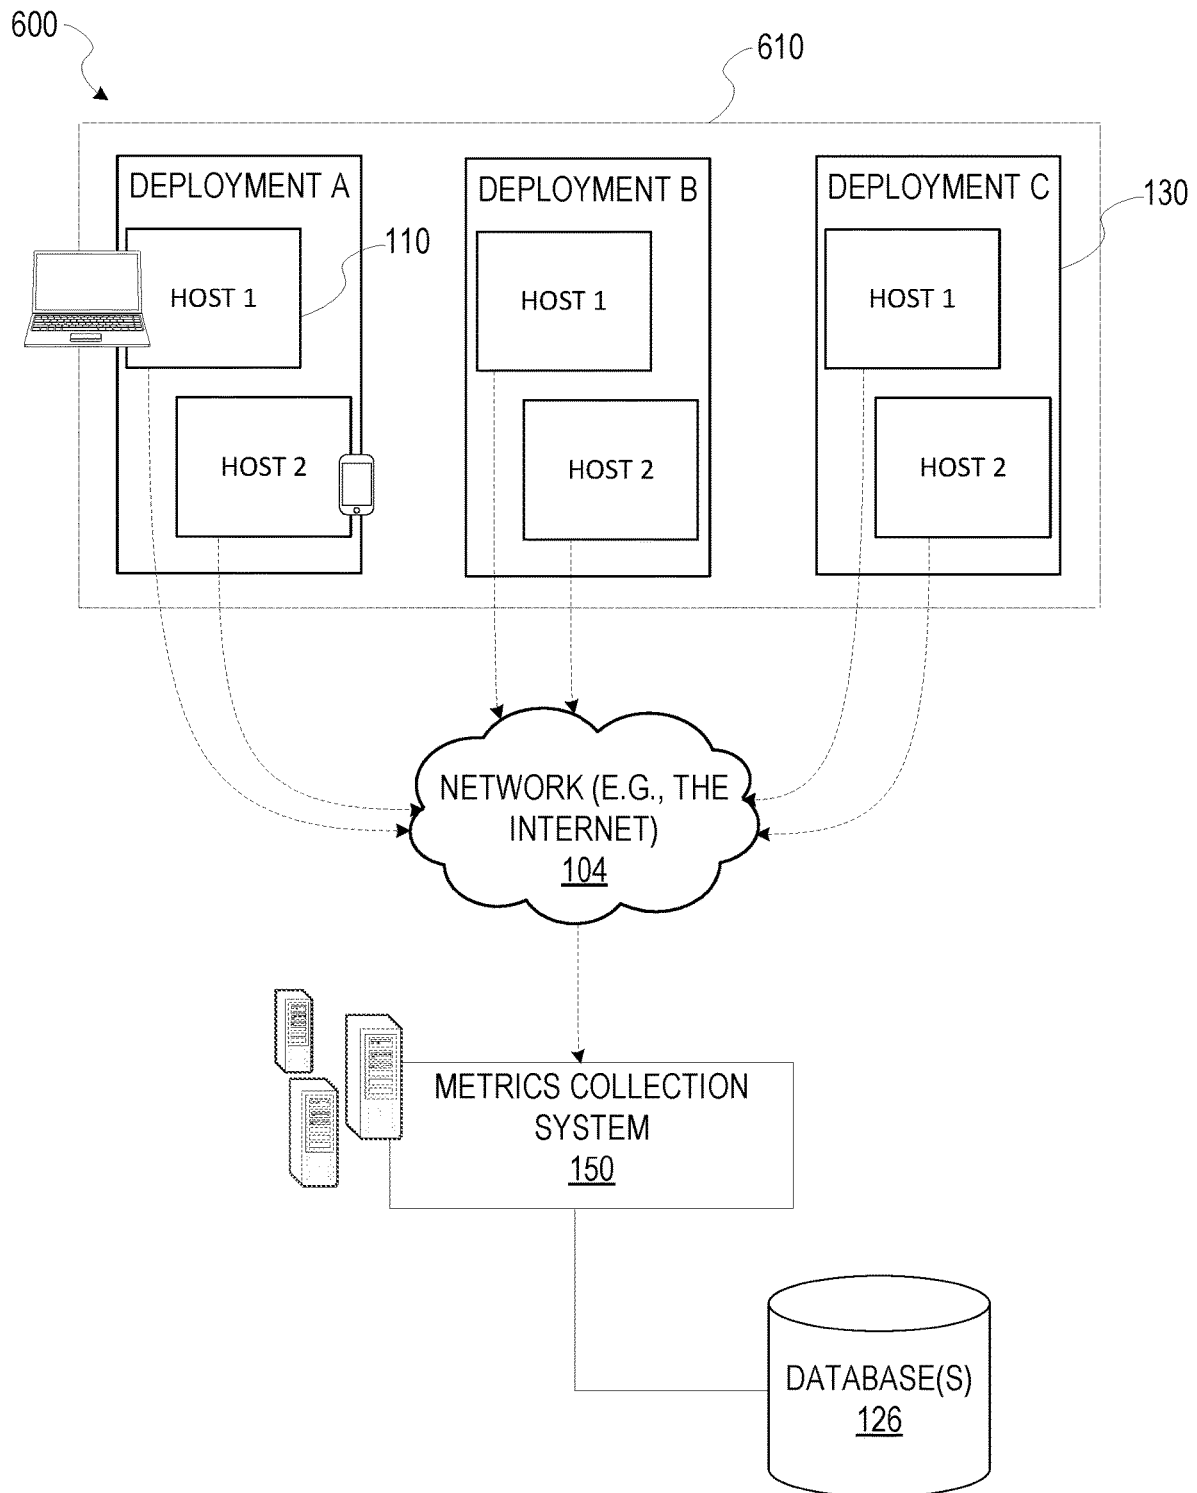 600
610
DEPLOYMENT A
DEPLOYMENT B
DEPLOYMENT C
130
110
HOST 1
HOST 1
HOST 1
HOST 2
HOST 2
HOST 2
NETWORK (E.G., THE
INTERNET)
104
METRICS COLLECTION
SYSTEM
150
DATABASE(S)
126